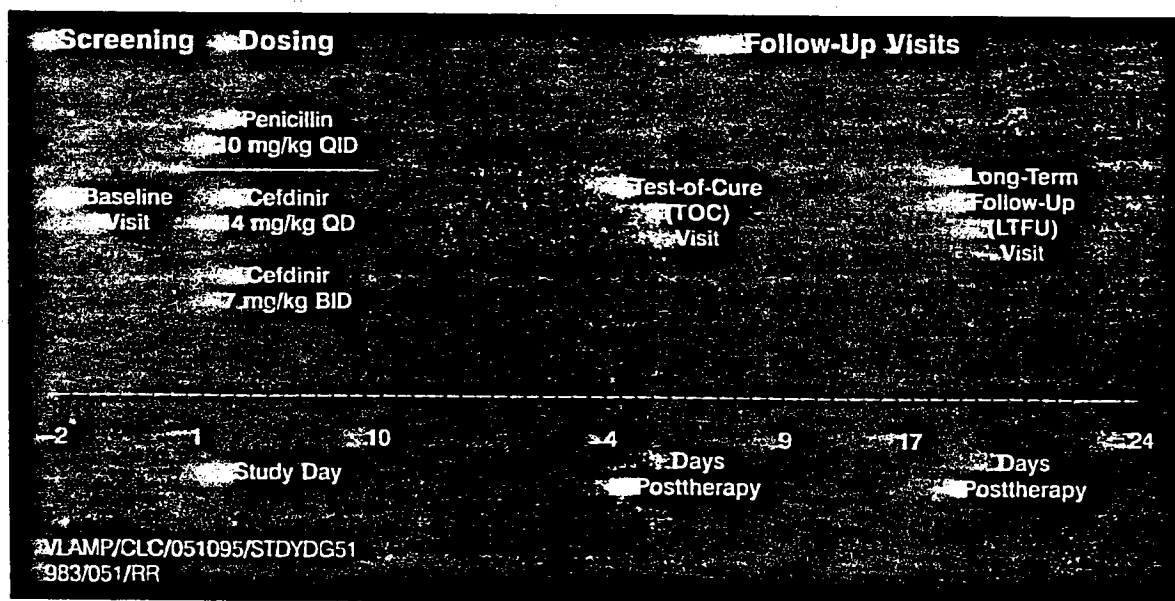 Screening
Dosing
Follow-Up Visits
Penicillin
10 mg/kg QID
Baseline
Visit
Cefdinir
14 mg/kg QD
Cefdinir
7 mg/kg BID
Test-of-Cure
(TOC)
Visit
Long-Term
Follow-Up
(LTFU)
Visit
-2 1 10 4 9 17 24
Study Day
Days
Posttherapy
Days
Posttherapy
VLAMP/CLC/051095/STDYDG51
983/051/RR